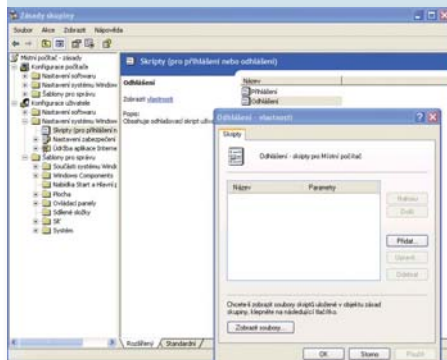 Zásady skupiny
Soubor Akce Zobrazit Nápověda
Místní počítač - zásady
Konfigurace počítače
Nastavení softwaru
Nastavení systému Window
Šablony pro správu
Konfigurace uživatele
Nastavení softwaru
Nastavení systému Window
Skripty (pro přihlášení n
Nastavení zabezpečení
Údržba aplikace Interne
Šablony pro správu
Součásti systému Windo
Windows Components
Nabídka Start a Hlavní p
Plocha
Ovládací panely
Sdílené složky
Síť
Systém
Skripty (pro přihlášení nebo odhlášení)
Odhlášení
Zobrazit vlastnosti
Popis:
Obsahuje odhlašovací skript uživ
Název
Přihlášení
Odhlášení
Rozšířený Standardní
Odhlášení - vlastnosti
Skripty
Odhlášení - skripty pro Místní počítač
Název Parametry
Nahoru
Dolů
Přidat...
Upravit...
Odebrat
Chcete-li zobrazit soubory skriptů uložené v objektu zásad
skupiny, klepněte na následující tlačítko.
Zobrazit soubory...
OK Storno Použít